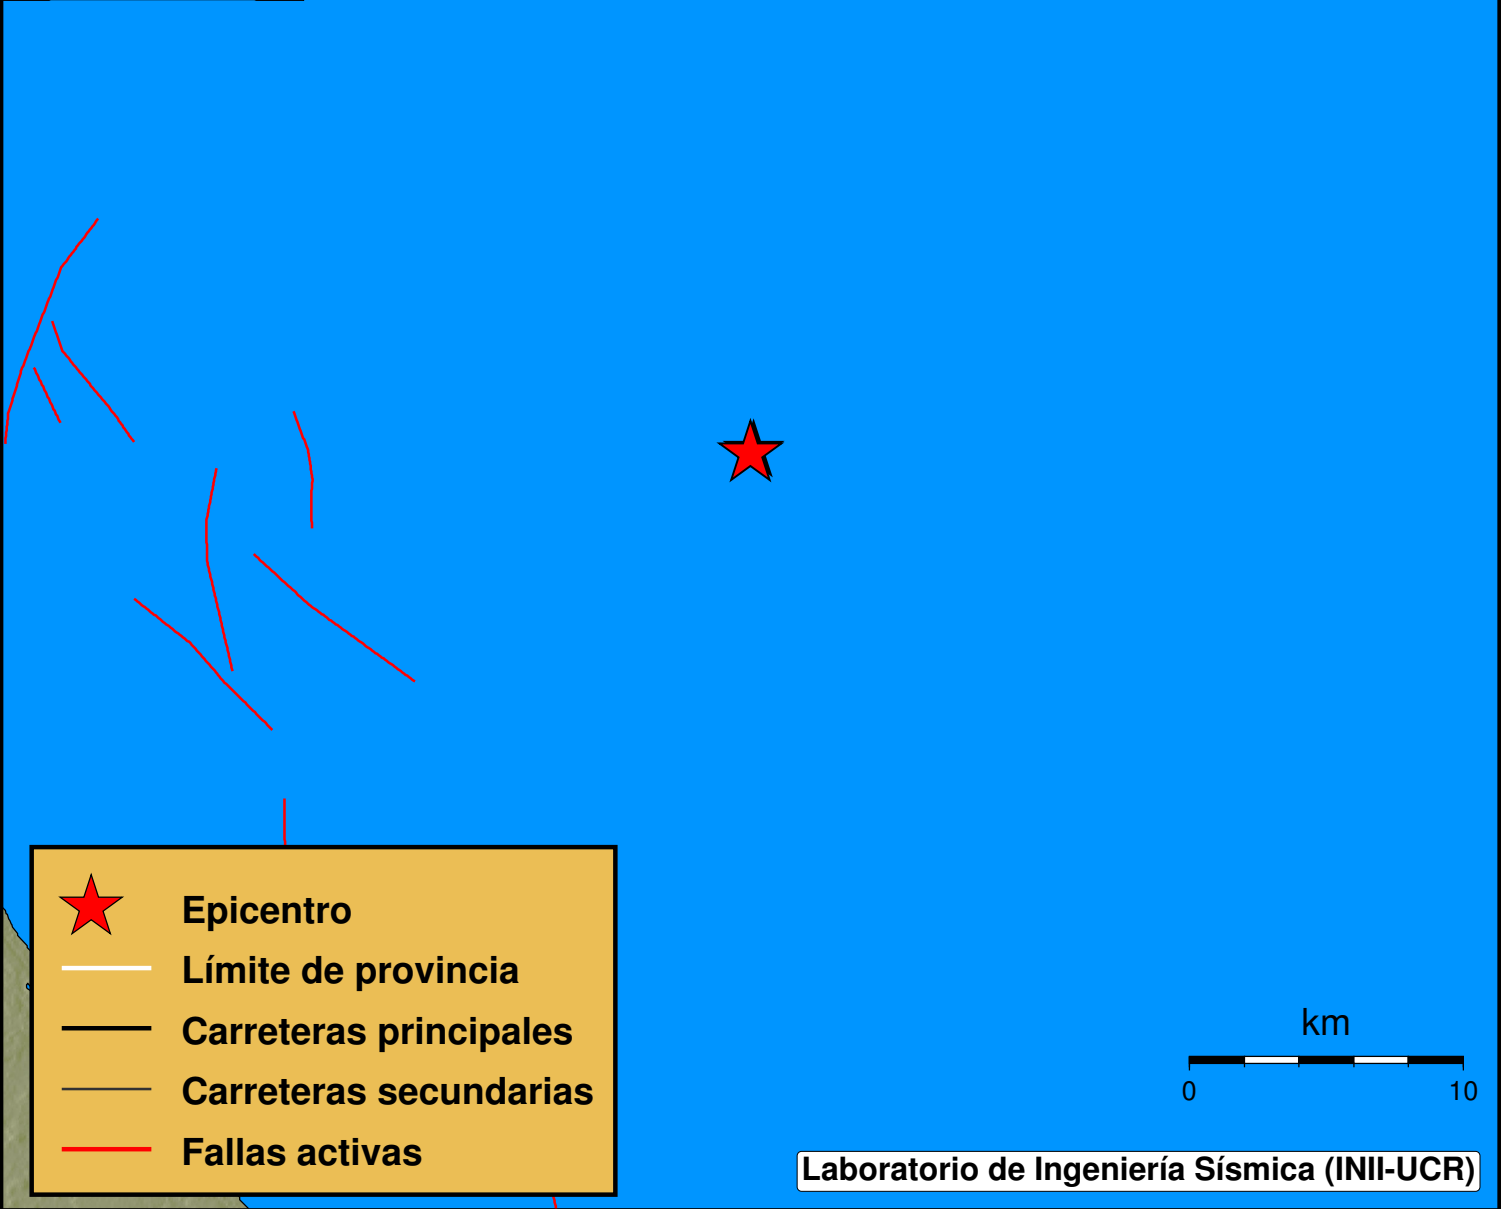 Epicentro
Límite de provincia
Carreteras principales
Carreteras secundarias
Fallas activas
km
0 10
Laboratorio de Ingeniería Sísmica (INII-UCR)